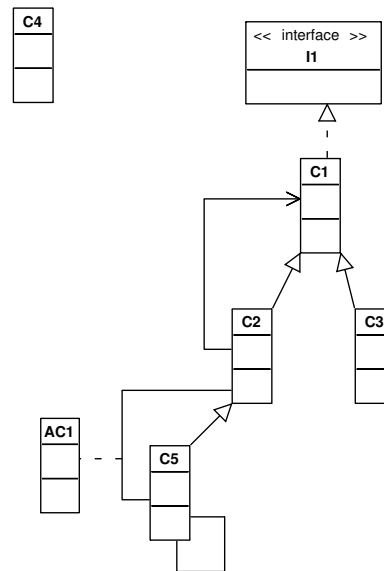 C4
<< interface >>
I1
C1
C2
C3
AC1
C5